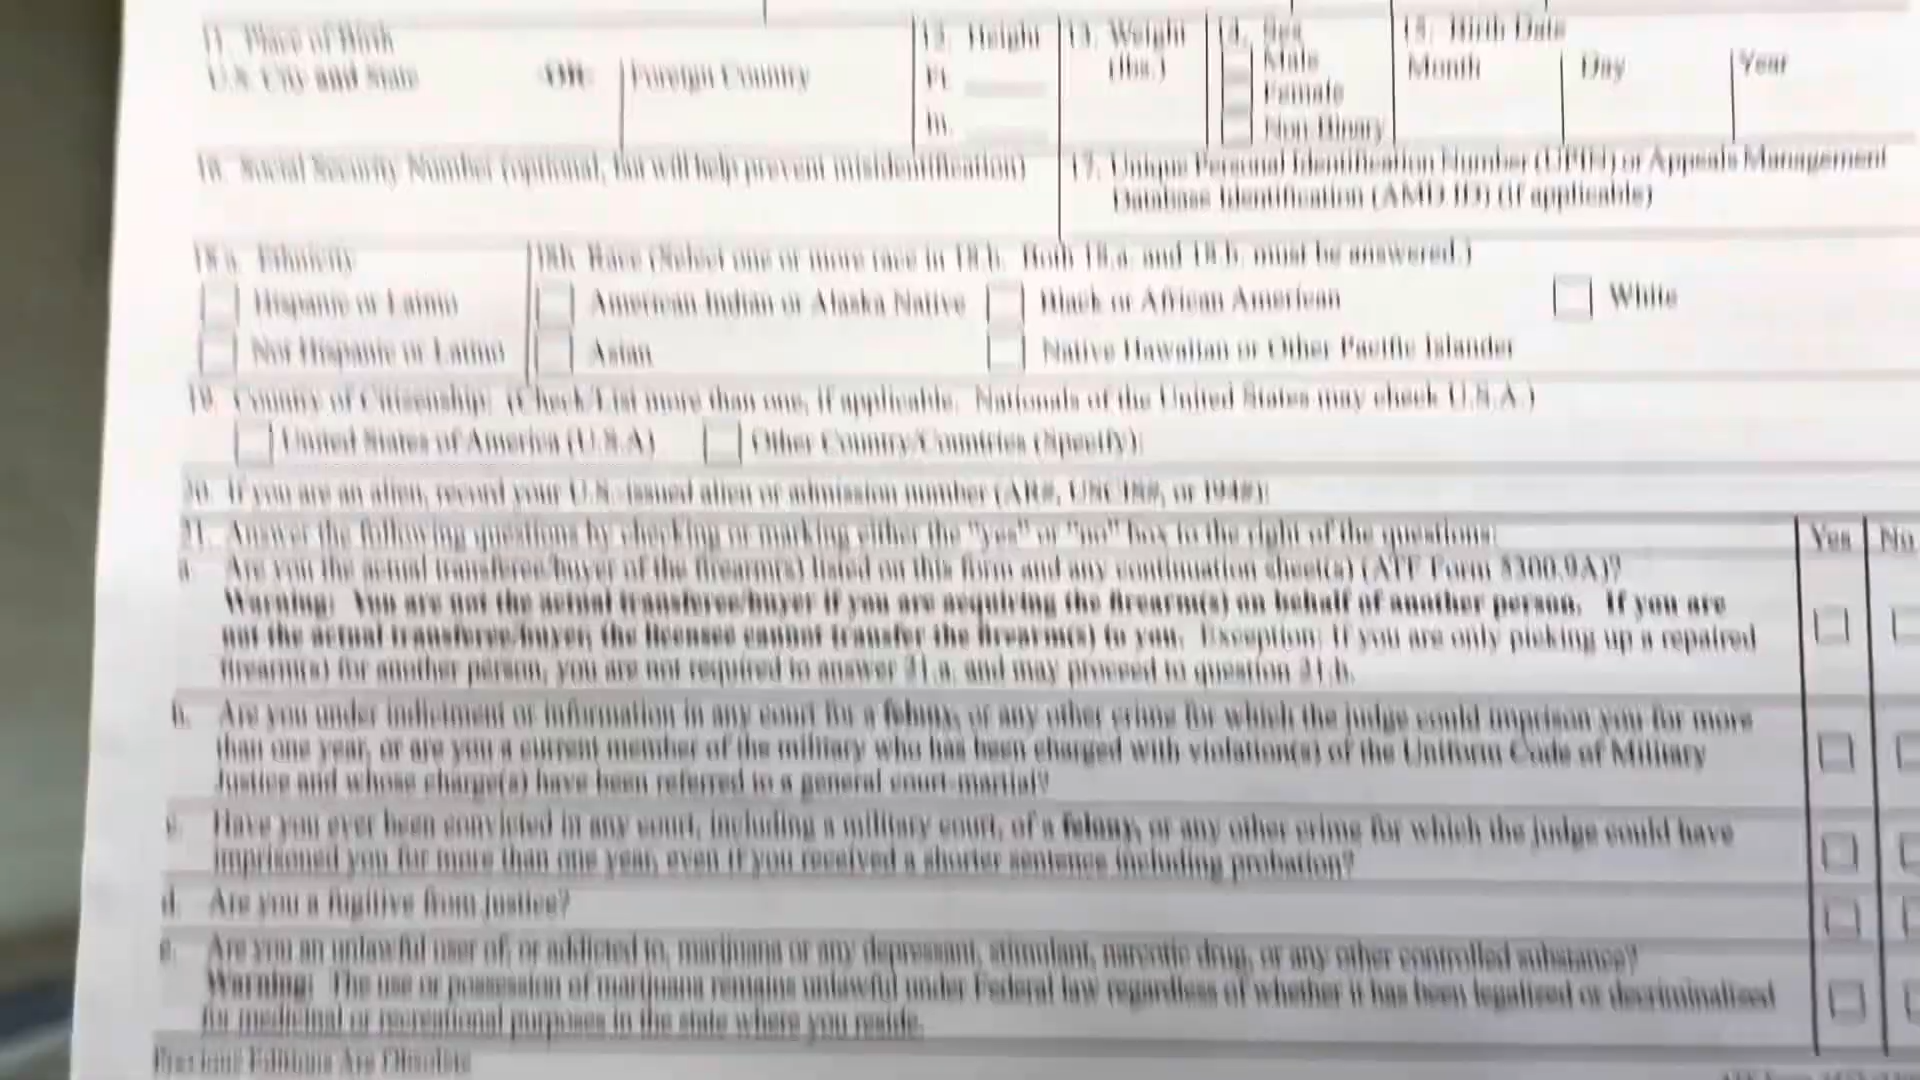 11. Place of Birth
U.S. City and State -OR- Foreign Country
12. Height
Ft.
In.
13. Weight
(lbs.)
14. Sex
Male
Female
Non-Binary
15. Birth Date
Month Day Year
16. Social Security Number (optional, but will help prevent misidentification)
17. Unique Personal Identification Number (UPIN) or Appeals Management
Database Identification (AMD ID) (if applicable)
18.a. Ethnicity
Hispanic or Latino
Not Hispanic or Latino
18.b. Race (Select one or more race in 18.b. Both 18.a. and 18.b. must be answered.)
American Indian or Alaska Native Black or African American White
Asian Native Hawaiian or Other Pacific Islander
19. Country of Citizenship: (Check/List more than one, if applicable. Nationals of the United States may check U.S.A.)
United States of America (U.S.A) Other Country/Countries (Specify):
20. If you are an alien, record your U.S.-issued alien or admission number (AR#, USCIS#, or I94#):
21. Answer the following questions by checking or marking either the "yes" or "no" box to the right of the questions: Yes No
a. Are you the actual transferee/buyer of the firearm(s) listed on this form and any continuation sheet(s) (ATF Form 5300.9A)?
Warning: You are not the actual transferee/buyer if you are acquiring the firearm(s) on behalf of another person. If you are
not the actual transferee/buyer, the licensee cannot transfer the firearm(s) to you. Exception: If you are only picking up a repaired
firearm(s) for another person, you are not required to answer 21.a. and may proceed to question 21.b.
b. Are you under indictment or information in any court for a felony, or any other crime for which the judge could imprison you for more
than one year, or are you a current member of the military who has been charged with violation(s) of the Uniform Code of Military
Justice and whose charge(s) have been referred to a general court-martial?
c. Have you ever been convicted in any court, including a military court, of a felony, or any other crime for which the judge could have
imprisoned you for more than one year, even if you received a shorter sentence including probation?
d. Are you a fugitive from justice?
e. Are you an unlawful user of, or addicted to, marijuana or any depressant, stimulant, narcotic drug, or any other controlled substance?
Warning: The use or possession of marijuana remains unlawful under Federal law regardless of whether it has been legalized or decriminalized
for medicinal or recreational purposes in the state where you reside.
Previous Editions Are Obsolete